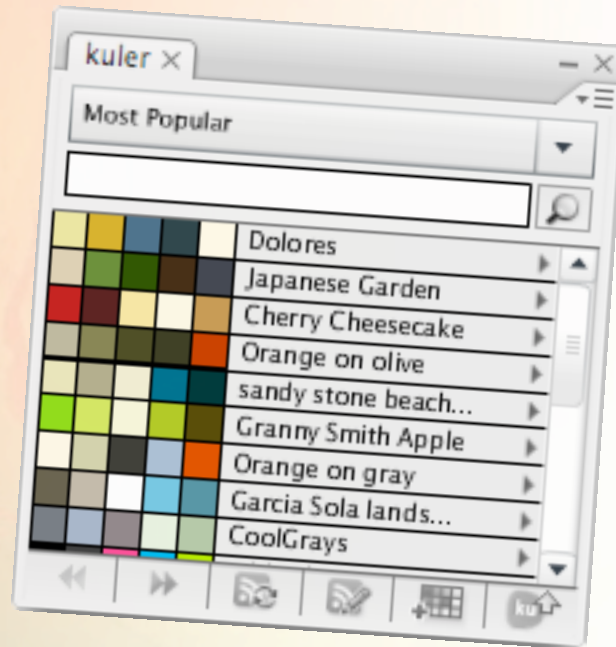 kuler
Most Popular
Dolores
Japanese Garden
Cherry Cheesecake
Orange on olive
sandy stone beach...
Granny Smith Apple
Orange on gray
Garcia Sola lands...
CoolGrays
ku